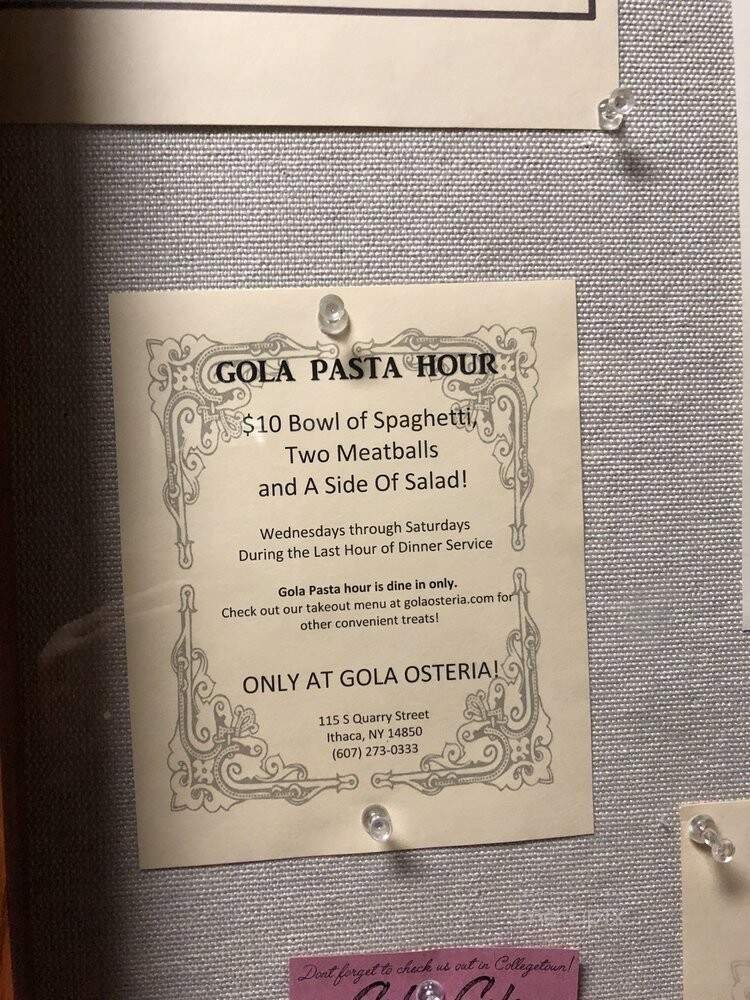 GOLA PASTA HOUR
$10 Bowl of Spaghetti,
Two Meatballs
and A Side Of Salad!
Wednesdays through Saturdays
During the Last Hour of Dinner Service
Gola Pasta hour is dine in only.
Check out our takeout menu at golaosteria.com for
other convenient treats!
ONLY AT GOLA OSTERIA!
115 S Quarry Street
Ithaca, NY 14850
(607) 273-0333
Dont forget to check us out in Collegetown!